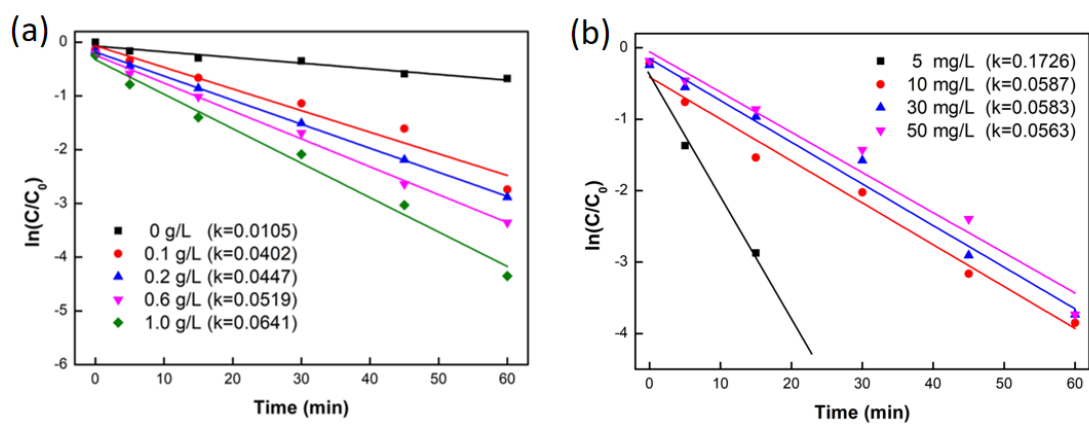 (a)
0
-1
-2
-3
-4
-5
-6
ln(C/C0)
0 g/L (k=0.0105)
0.1 g/L (k=0.0402)
0.2 g/L (k=0.0447)
0.6 g/L (k=0.0519)
1.0 g/L (k=0.0641)
0 10 20 30 40 50 60
Time (min)
(b)
0
-1
-2
-3
-4
ln(C/C0)
5 mg/L (k=0.1726)
10 mg/L (k=0.0587)
30 mg/L (k=0.0583)
50 mg/L (k=0.0563)
0 10 20 30 40 50 60
Time (min)